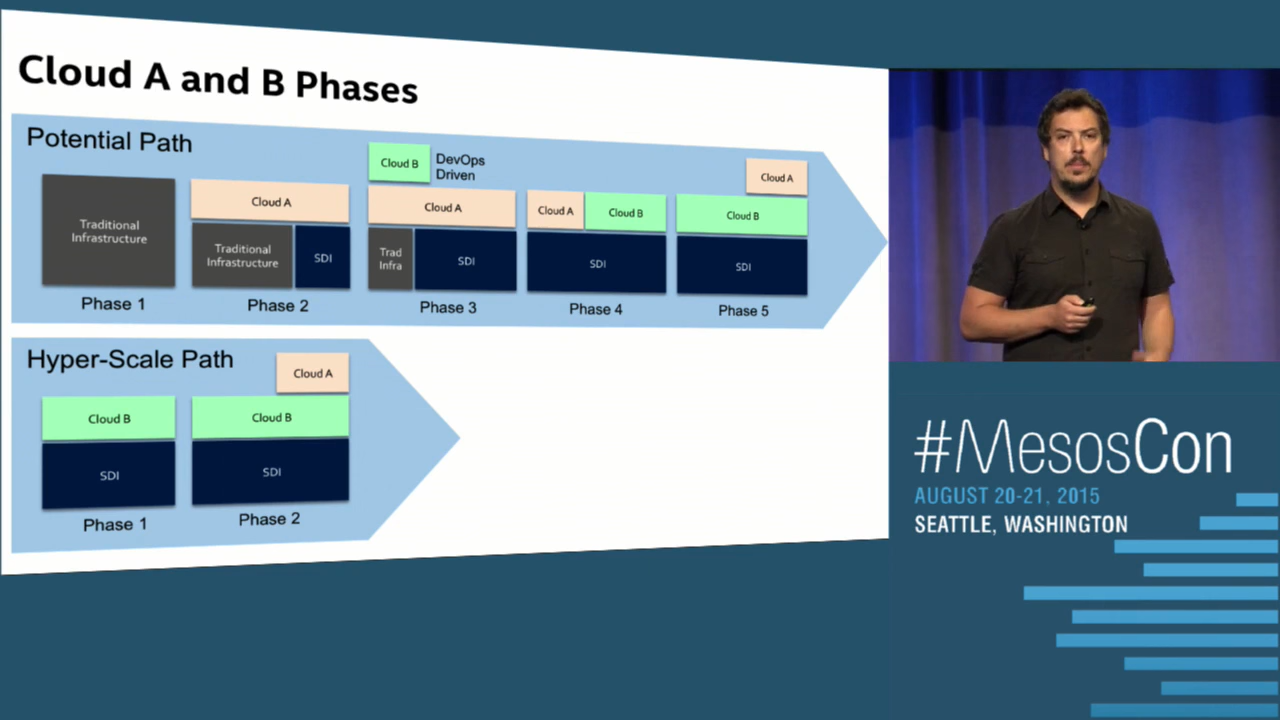 Cloud A and B Phases
Potential Path
Traditional
Infrastructure
Phase 1
Cloud A
Traditional
Infrastructure
SDI
Phase 2
Cloud B
DevOps
Driven
Cloud A
Trad
Infra
SDI
Phase 3
Cloud A
Cloud B
SDI
Phase 4
Cloud A
Cloud B
SDI
Phase 5
Hyper-Scale Path
Cloud B
SDI
Phase 1
Cloud A
Cloud B
SDI
Phase 2
#MesosCon
AUGUST 20-21, 2015
SEATTLE, WASHINGTON